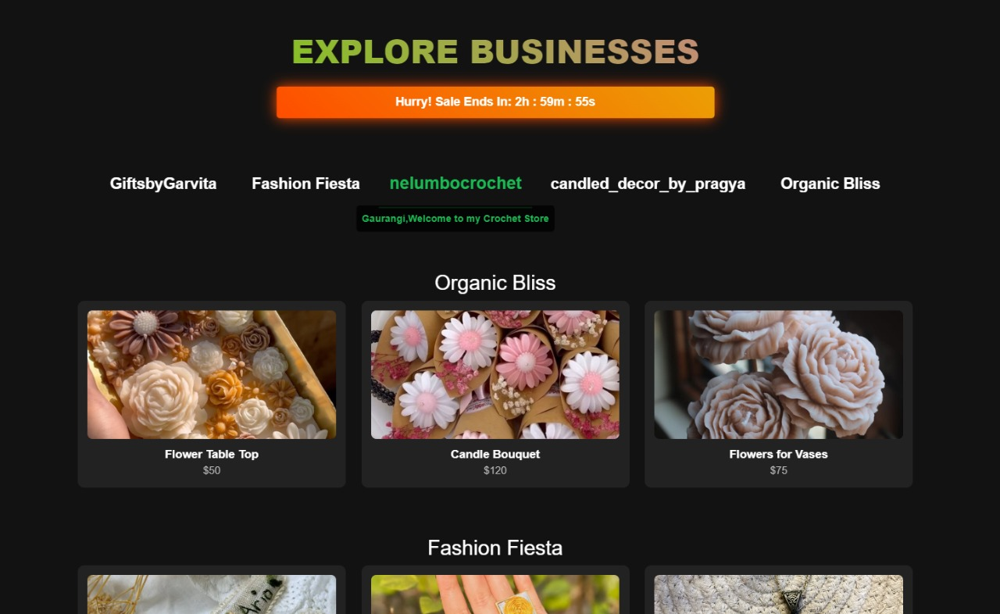 EXPLORE BUSINESSES
Hurry! Sale Ends In: 2h : 59m : 55s
GiftsbyGarvita Fashion Fiesta nelumbocrochet candled_decor_by_pragya Organic Bliss
Gaurangi,Welcome to my Crochet Store
Organic Bliss
Flower Table Top Candle Bouquet Flowers for Vases
$50 $120 $75
Fashion Fiesta